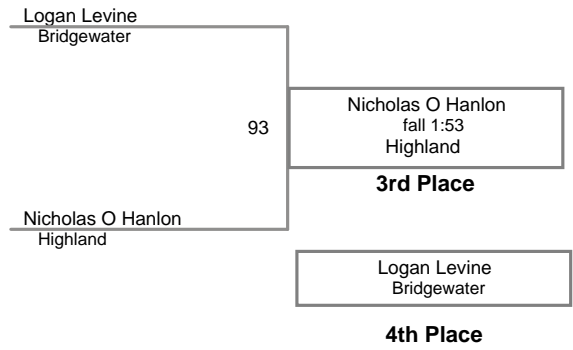 Logan Levine
Bridgewater
93
Nicholas O Hanlon
fall 1:53
Highland
3rd Place
Nicholas O Hanlon
Highland
Logan Levine
Bridgewater
4th Place